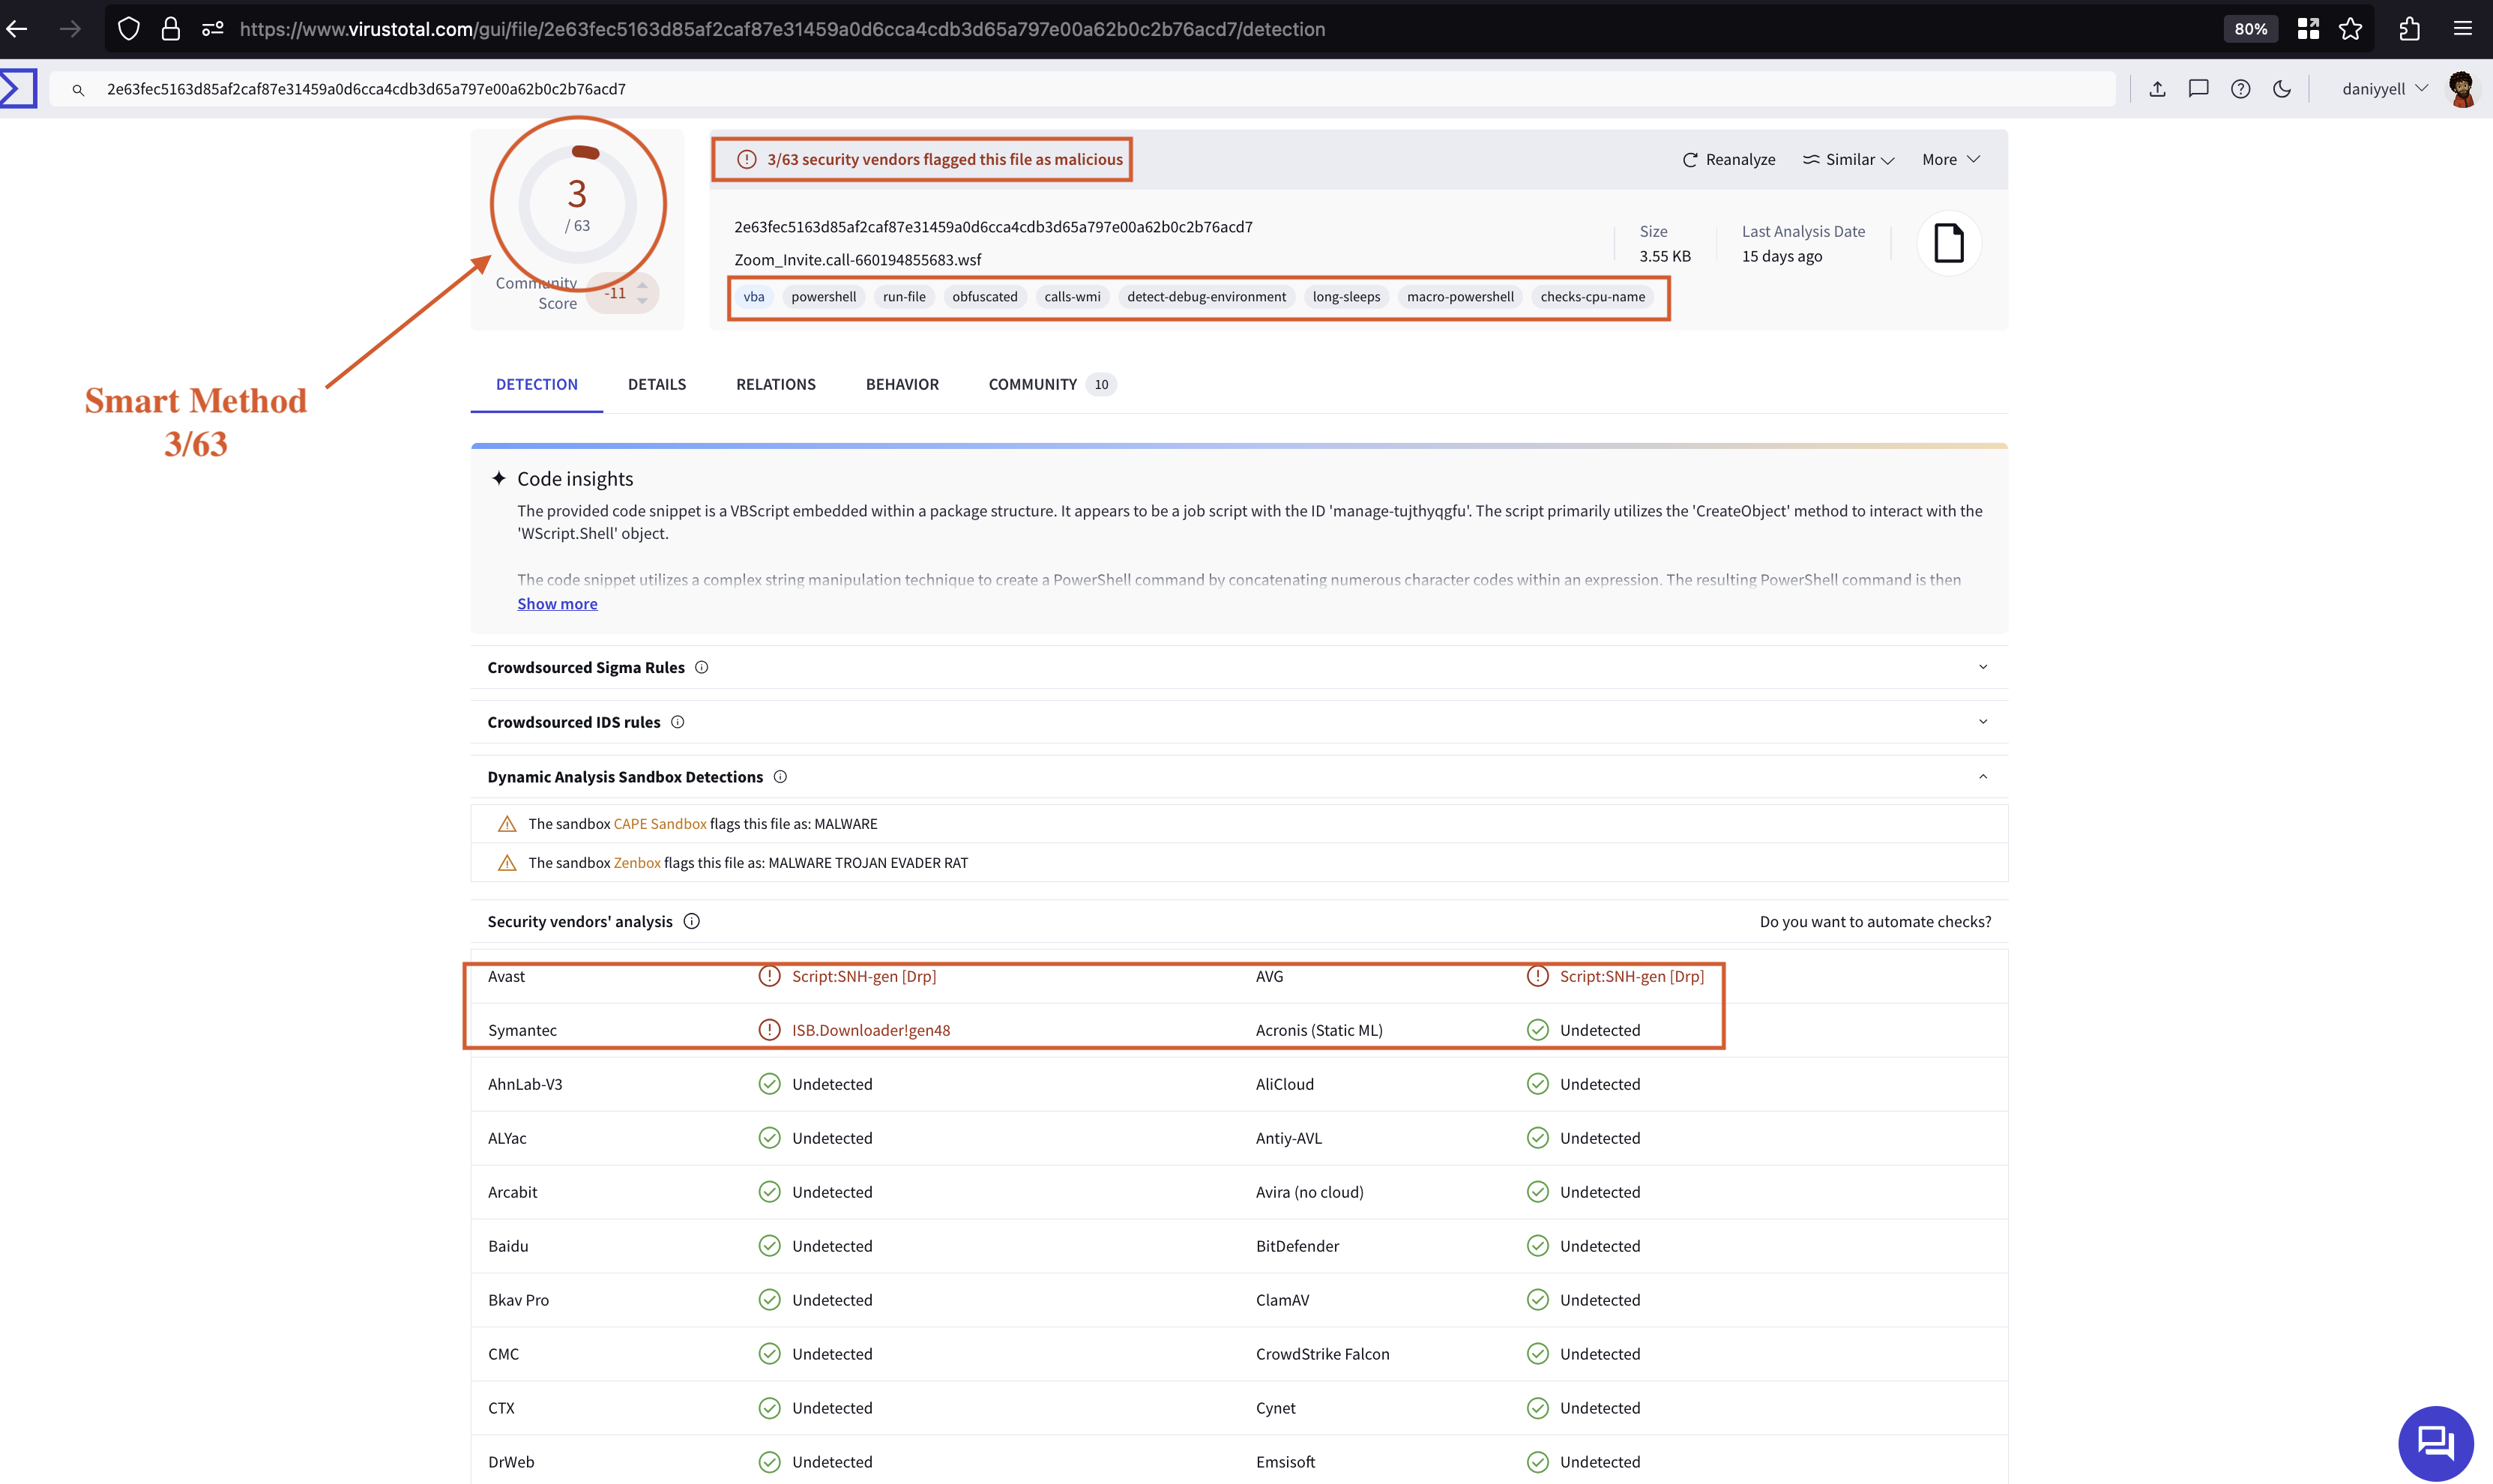 https://www.virustotal.com/gui/file/2e63fec5163d85af2caf87e31459a0d6cca4cdb3d65a797e00a62b0c2b76acd7/detection
80%
2e63fec5163d85af2caf87e31459a0d6cca4cdb3d65a797e00a62b0c2b76acd7
daniyyell
3
/ 63
Community
Score
-11
3/63 security vendors flagged this file as malicious
Reanalyze
Similar
More
2e63fec5163d85af2caf87e31459a0d6cca4cdb3d65a797e00a62b0c2b76acd7
Zoom_Invite.call-660194855683.wsf
Size
3.55 KB
Last Analysis Date
15 days ago
vba powershell run-file obfuscated calls-wmi detect-debug-environment long-sleeps macro-powershell checks-cpu-name
Smart Method
3/63
DETECTION DETAILS RELATIONS BEHAVIOR COMMUNITY 10
Code insights
The provided code snippet is a VBScript embedded within a package structure. It appears to be a job script with the ID 'manage-tujthyqgfu'. The script primarily utilizes the 'CreateObject' method to interact with the
'WScript.Shell' object.
The code snippet utilizes a complex string manipulation technique to create a PowerShell command by concatenating numerous character codes within an expression. The resulting PowerShell command is then
Show more
Crowdsourced Sigma Rules
Crowdsourced IDS rules
Dynamic Analysis Sandbox Detections
The sandbox CAPE Sandbox flags this file as: MALWARE
The sandbox Zenbox flags this file as: MALWARE TROJAN EVADER RAT
Security vendors' analysis
Do you want to automate checks?
Avast Script:SNH-gen [Drp] AVG Script:SNH-gen [Drp]
Symantec ISB.Downloader!gen48 Acronis (Static ML) Undetected
AhnLab-V3 Undetected AliCloud Undetected
ALYac Undetected Antiy-AVL Undetected
Arcabit Undetected Avira (no cloud) Undetected
Baidu Undetected BitDefender Undetected
Bkav Pro Undetected ClamAV Undetected
CMC Undetected CrowdStrike Falcon Undetected
CTX Undetected Cynet Undetected
DrWeb Undetected Emsisoft Undetected